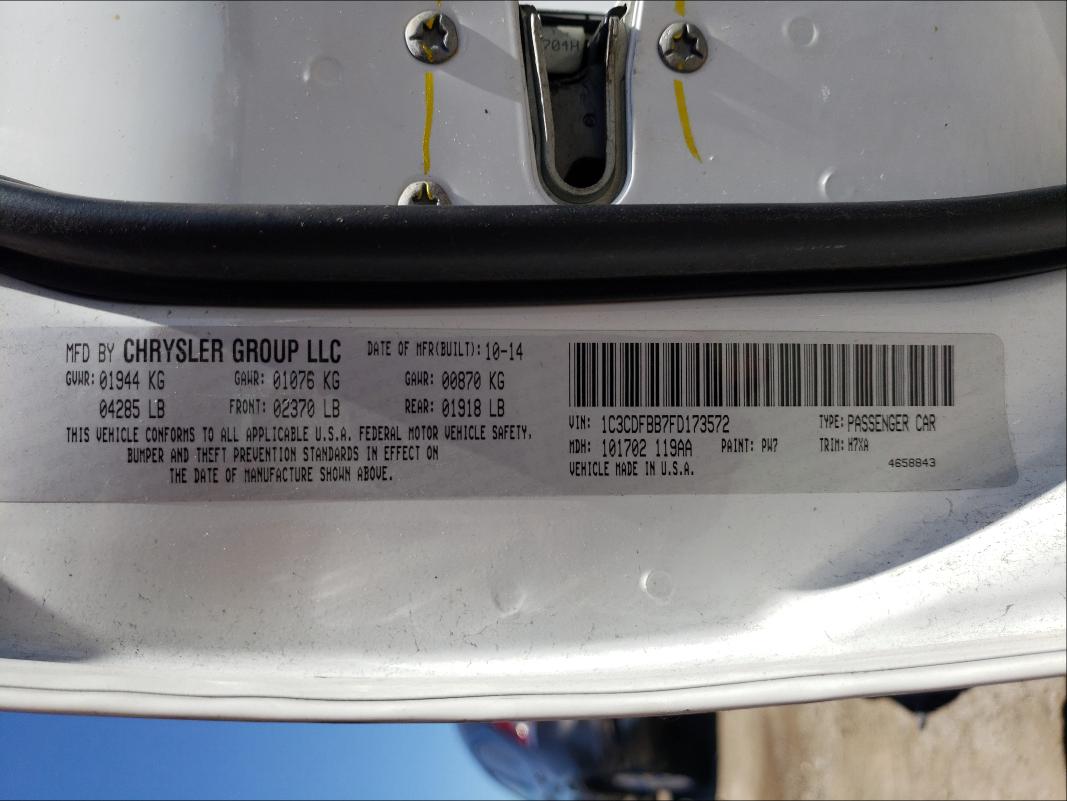 704H
MFD BY CHRYSLER GROUP LLC DATE OF MFR(BUILT): 10-14
GVWR: 01944 KG GAWR: 01076 KG GAWR: 00870 KG
04285 LB FRONT: 02370 LB REAR: 01918 LB
THIS VEHICLE CONFORMS TO ALL APPLICABLE U.S.A. FEDERAL MOTOR VEHICLE SAFETY,
BUMPER AND THEFT PREVENTION STANDARDS IN EFFECT ON
THE DATE OF MANUFACTURE SHOWN ABOVE.
VIN: 1C3CDFBB7FD173572 TYPE: PASSENGER CAR
MDH: 101702 119AA PAINT: PW7 TRIM: H7XA
VEHICLE MADE IN U.S.A. 4658843